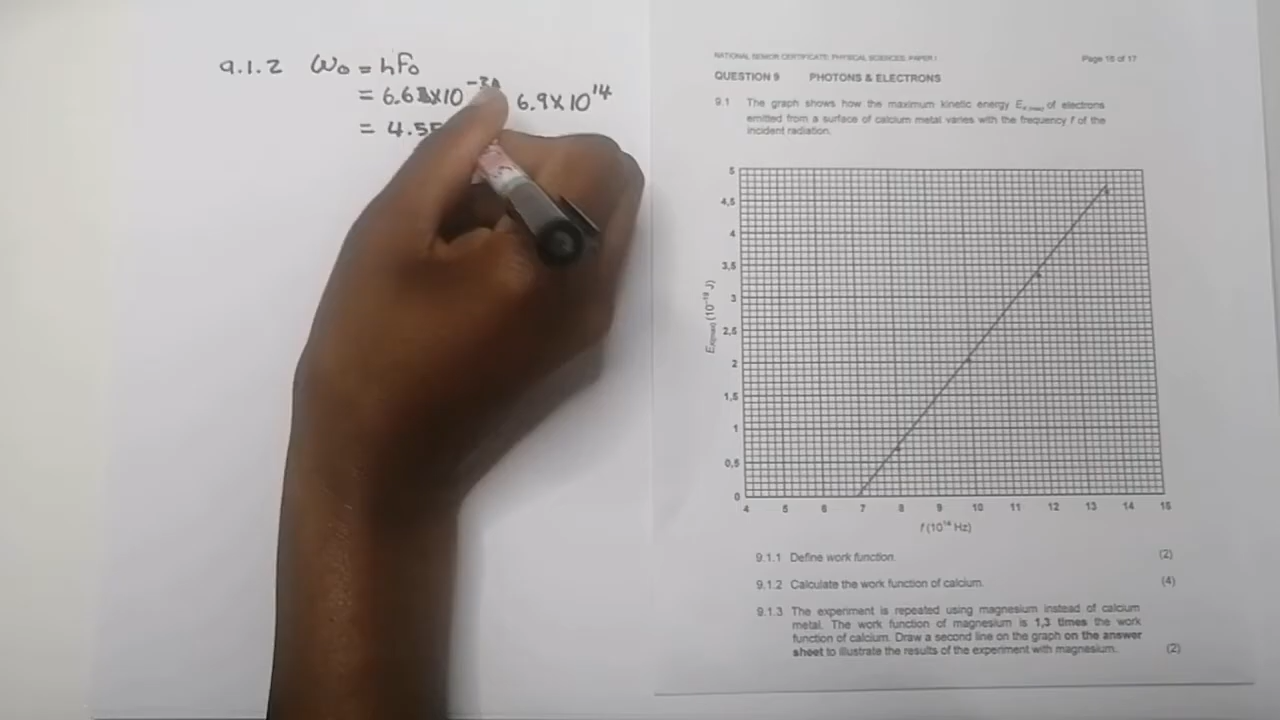 9.1.2 W₀ = hf₀
= 6.63×10⁻³⁴ 6.9×10¹⁴
= 4.5
NATIONAL SENIOR CERTIFICATE: PHYSICAL SCIENCES: PAPER I
Page 15 of 17
QUESTION 9 PHOTONS & ELECTRONS
9.1 The graph shows how the maximum kinetic energy E of electrons
emitted from a surface of calcium metal varies with the frequency f of the
incident radiation.
5
4,5
4
3,5
3
2,5
2
1,5
1
0,5
0
E (10⁻¹⁹ J)
4 5 6 7 8 9 10 11 12 13 14 15
f (10¹⁴ Hz)
9.1.1 Define work function. (2)
9.1.2 Calculate the work function of calcium. (4)
9.1.3 The experiment is repeated using magnesium instead of calcium
metal. The work function of magnesium is 1,3 times the work
function of calcium. Draw a second line on the graph on the answer
sheet to illustrate the results of the experiment with magnesium. (2)